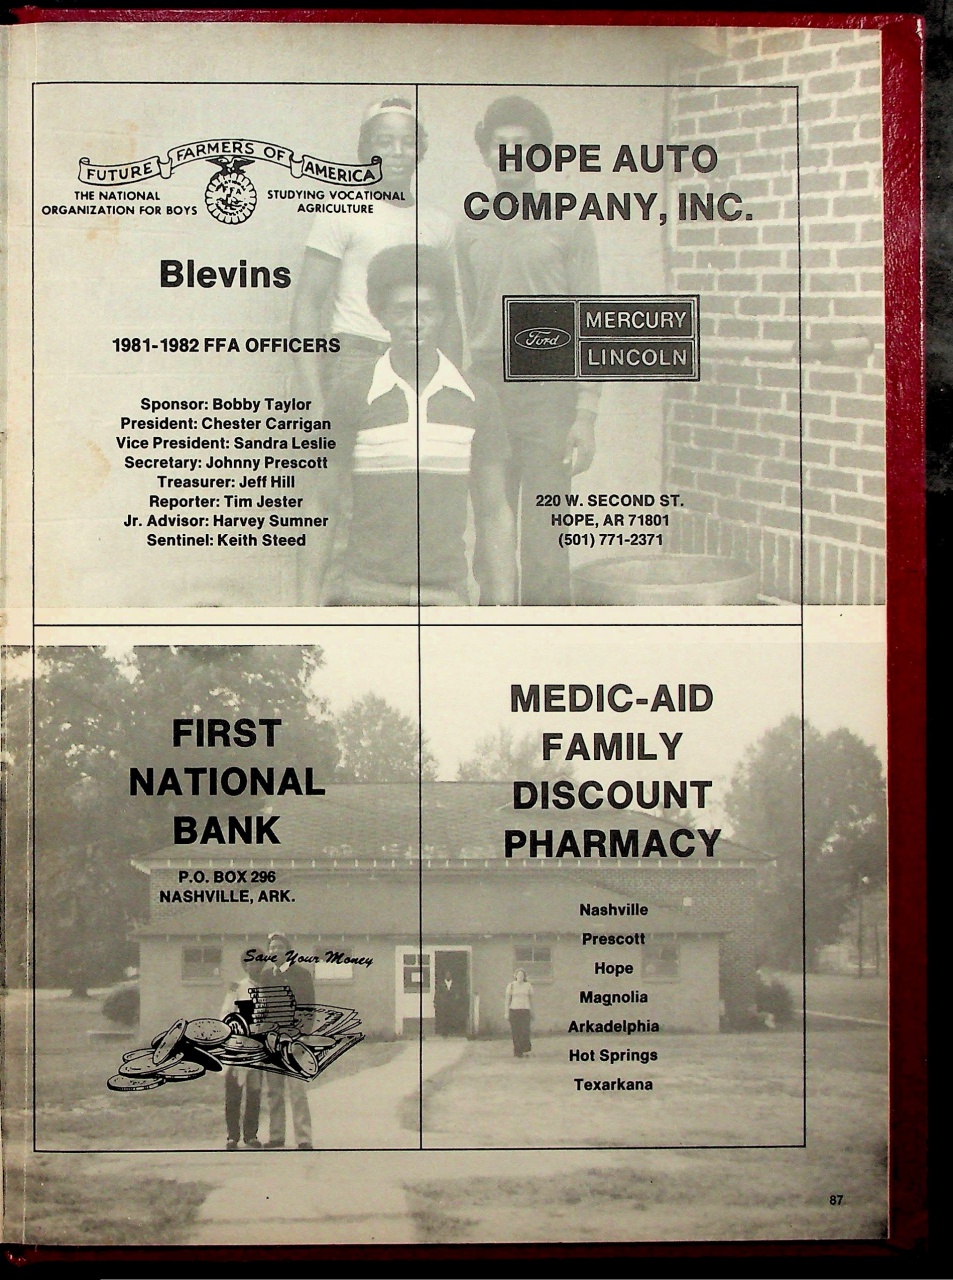 FUTURE FARMERS OF AMERICA
THE NATIONAL
ORGANIZATION FOR BOYS
FFA
STUDYING VOCATIONAL
AGRICULTURE
Blevins
1981-1982 FFA OFFICERS
Sponsor: Bobby Taylor
President: Chester Carrigan
Vice President: Sandra Leslie
Secretary: Johnny Prescott
Treasurer: Jeff Hill
Reporter: Tim Jester
Jr. Advisor: Harvey Sumner
Sentinel: Keith Steed
HOPE AUTO
COMPANY, INC.
Ford
MERCURY
LINCOLN
220 W. SECOND ST.
HOPE, AR 71801
(501) 771-2371
FIRST
NATIONAL
BANK
P.O. BOX 296
NASHVILLE, ARK.
Save Your Money
MEDIC-AID
FAMILY
DISCOUNT
PHARMACY
Nashville
Prescott
Hope
Magnolia
Arkadelphia
Hot Springs
Texarkana
87